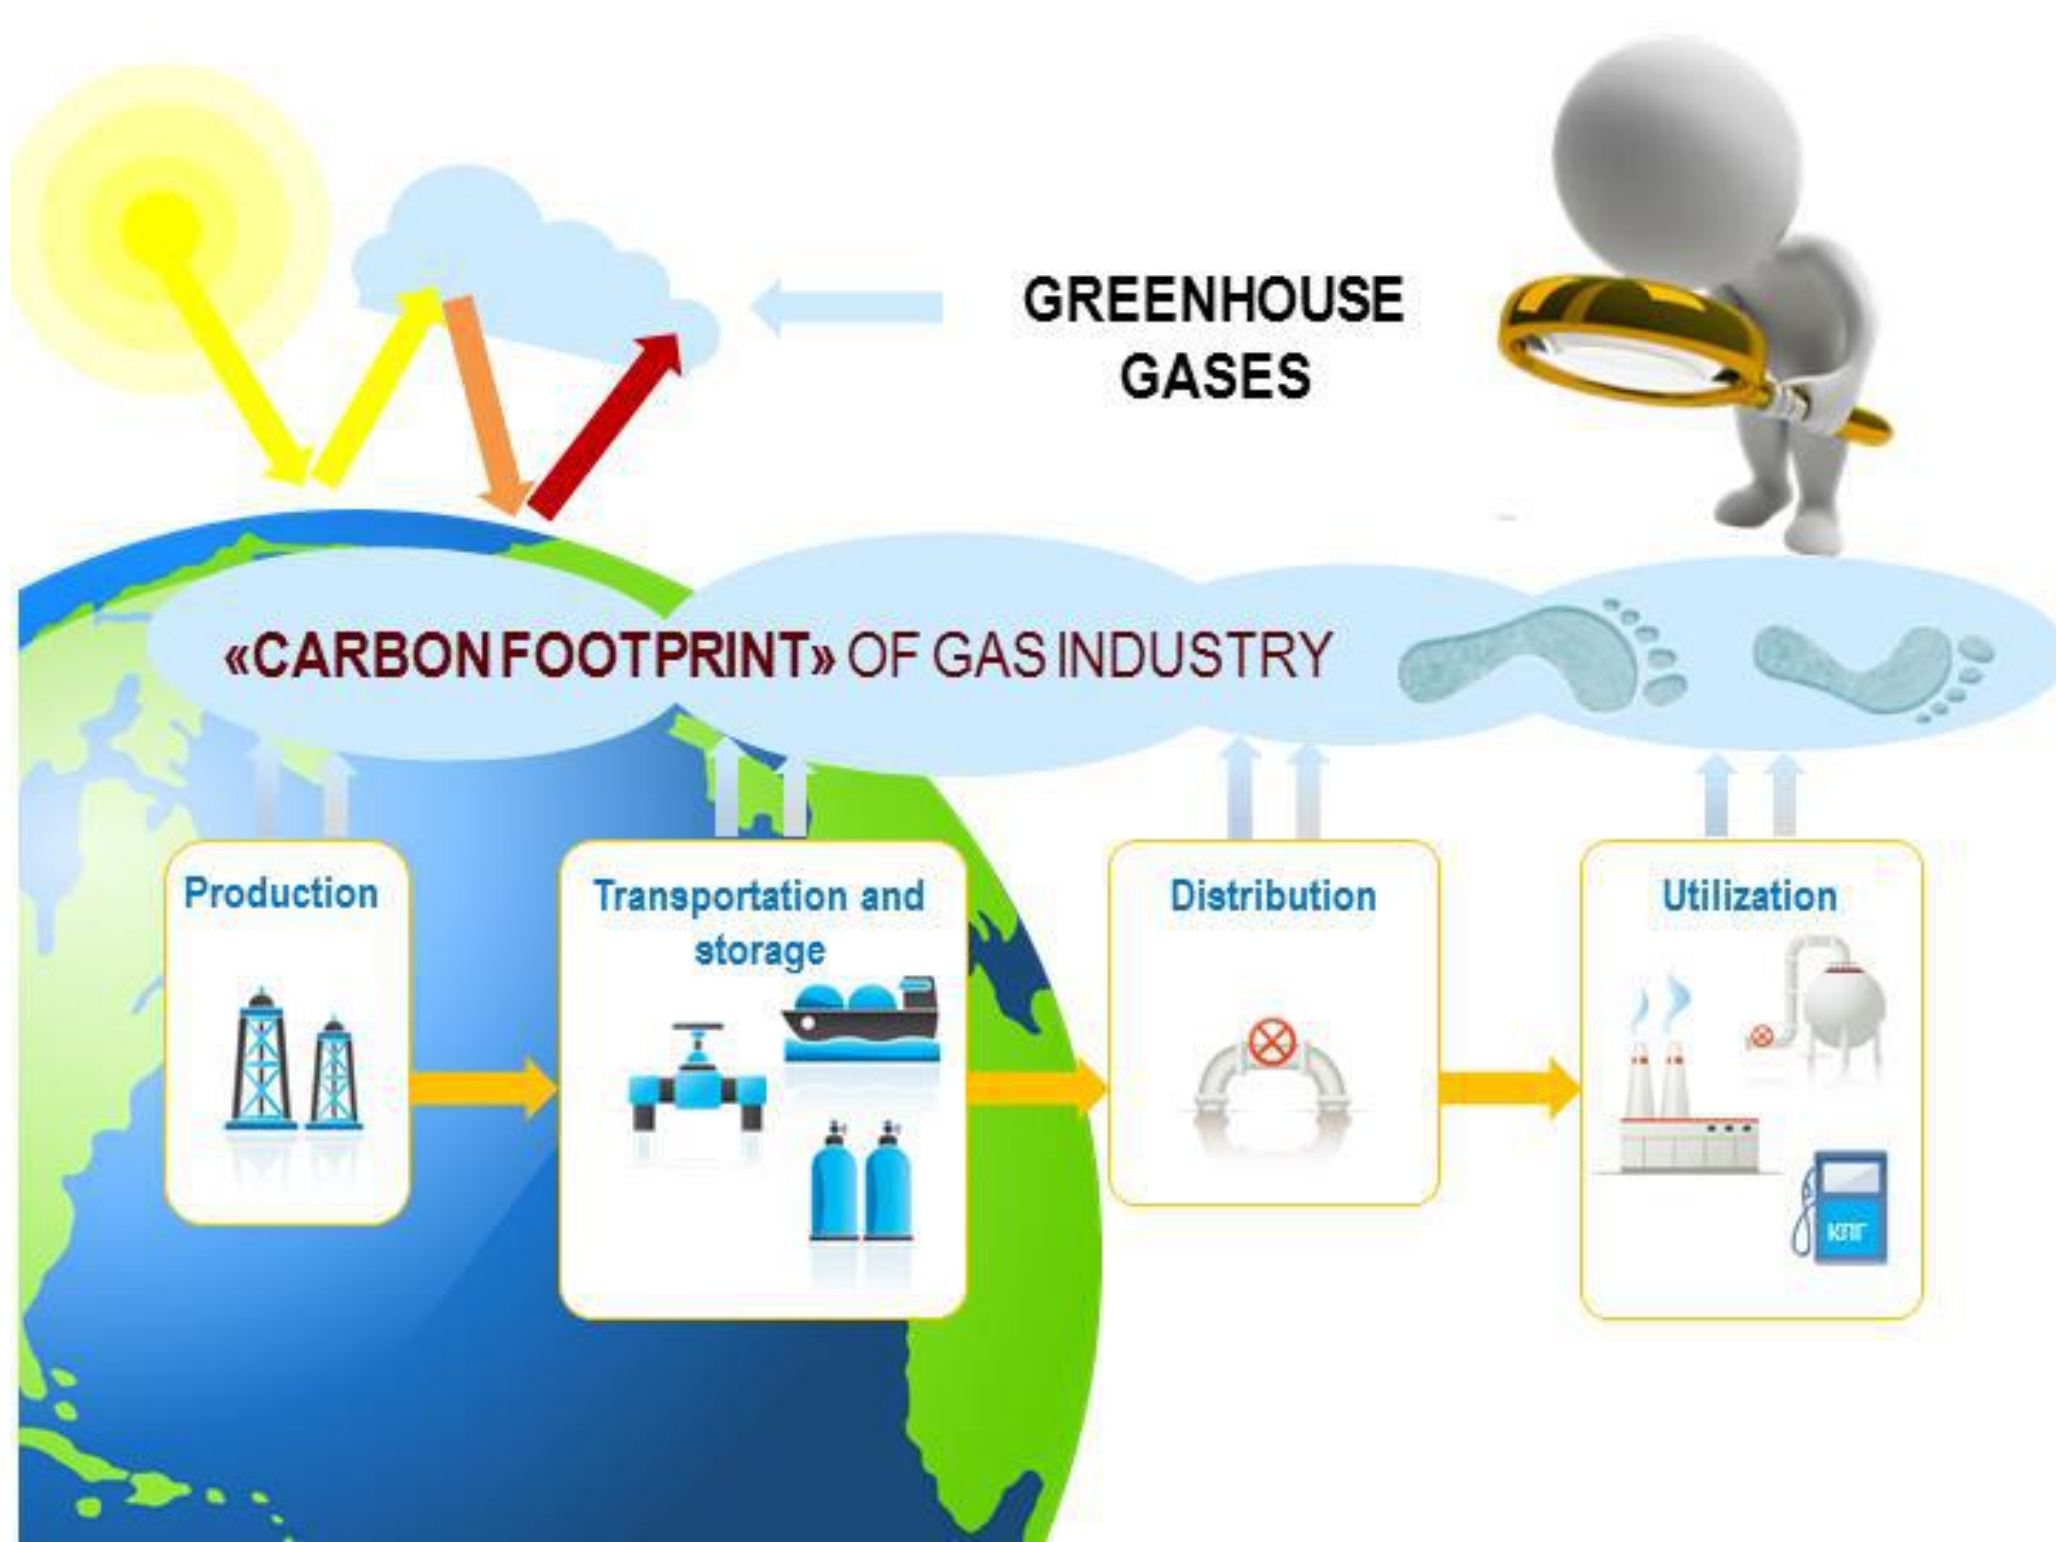 GREENHOUSE
GASES
«CARBON FOOTPRINT» OF GAS INDUSTRY
Production
Transportation and
storage
Distribution
Utilization
КПГ